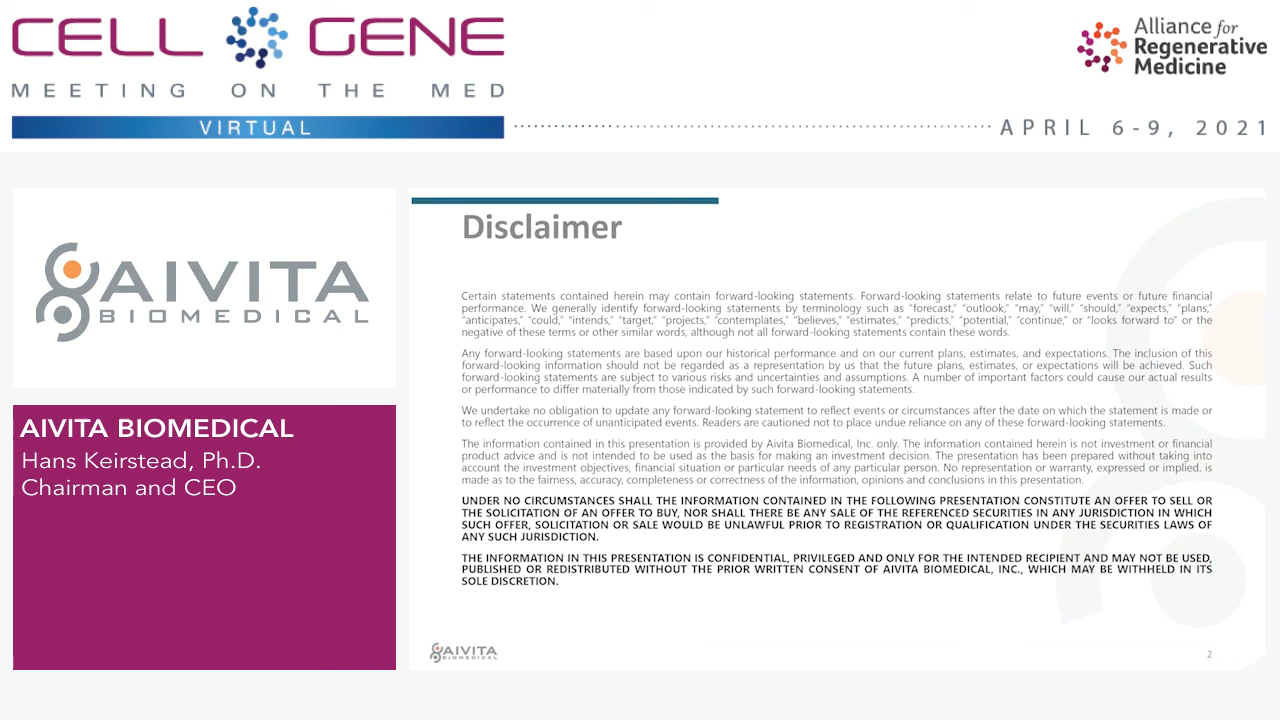 CELL GENE
MEETING ON THE MED
VIRTUAL
Alliance for
Regenerative
Medicine
APRIL 6-9, 2021
AIVITA
BIOMEDICAL
AIVITA BIOMEDICAL
Hans Keirstead, Ph.D.
Chairman and CEO
Disclaimer
Certain statements contained herein may contain forward-looking statements. Forward-looking statements relate to future events or future financial
performance. We generally identify forward-looking statements by terminology such as “forecast,” “outlook,” “may,” “will,” “should,” “expects,” “plans,”
“anticipates,” “could,” “intends,” “target,” “projects,” “contemplates,” “believes,” “estimates,” “predicts,” “potential,” “continue,” or “looks forward to” or the
negative of these terms or other similar words, although not all forward-looking statements contain these words.
Any forward-looking statements are based upon our historical performance and on our current plans, estimates, and expectations. The inclusion of this
forward-looking information should not be regarded as a representation by us that the future plans, estimates, or expectations will be achieved. Such
forward-looking statements are subject to various risks and uncertainties and assumptions. A number of important factors could cause our actual results
or performance to differ materially from those indicated by such forward-looking statements.
We undertake no obligation to update any forward-looking statement to reflect events or circumstances after the date on which the statement is made or
to reflect the occurrence of unanticipated events. Readers are cautioned not to place undue reliance on any of these forward-looking statements.
The information contained in this presentation is provided by Aivita Biomedical, Inc. only. The information contained herein is not investment or financial
product advice and is not intended to be used as the basis for making an investment decision. The presentation has been prepared without taking into
account the investment objectives, financial situation or particular needs of any particular person. No representation or warranty, expressed or implied, is
made as to the fairness, accuracy, completeness or correctness of the information, opinions and conclusions in this presentation.
UNDER NO CIRCUMSTANCES SHALL THE INFORMATION CONTAINED IN THE FOLLOWING PRESENTATION CONSTITUTE AN OFFER TO SELL OR
THE SOLICITATION OF AN OFFER TO BUY, NOR SHALL THERE BE ANY SALE OF THE REFERENCED SECURITIES IN ANY JURISDICTION IN WHICH
SUCH OFFER, SOLICITATION OR SALE WOULD BE UNLAWFUL PRIOR TO REGISTRATION OR QUALIFICATION UNDER THE SECURITIES LAWS OF
ANY SUCH JURISDICTION.
THE INFORMATION IN THIS PRESENTATION IS CONFIDENTIAL, PRIVILEGED AND ONLY FOR THE INTENDED RECIPIENT AND MAY NOT BE USED,
PUBLISHED OR REDISTRIBUTED WITHOUT THE PRIOR WRITTEN CONSENT OF AIVITA BIOMEDICAL, INC., WHICH MAY BE WITHHELD IN ITS
SOLE DISCRETION.
AIVITA
BIOMEDICAL
2